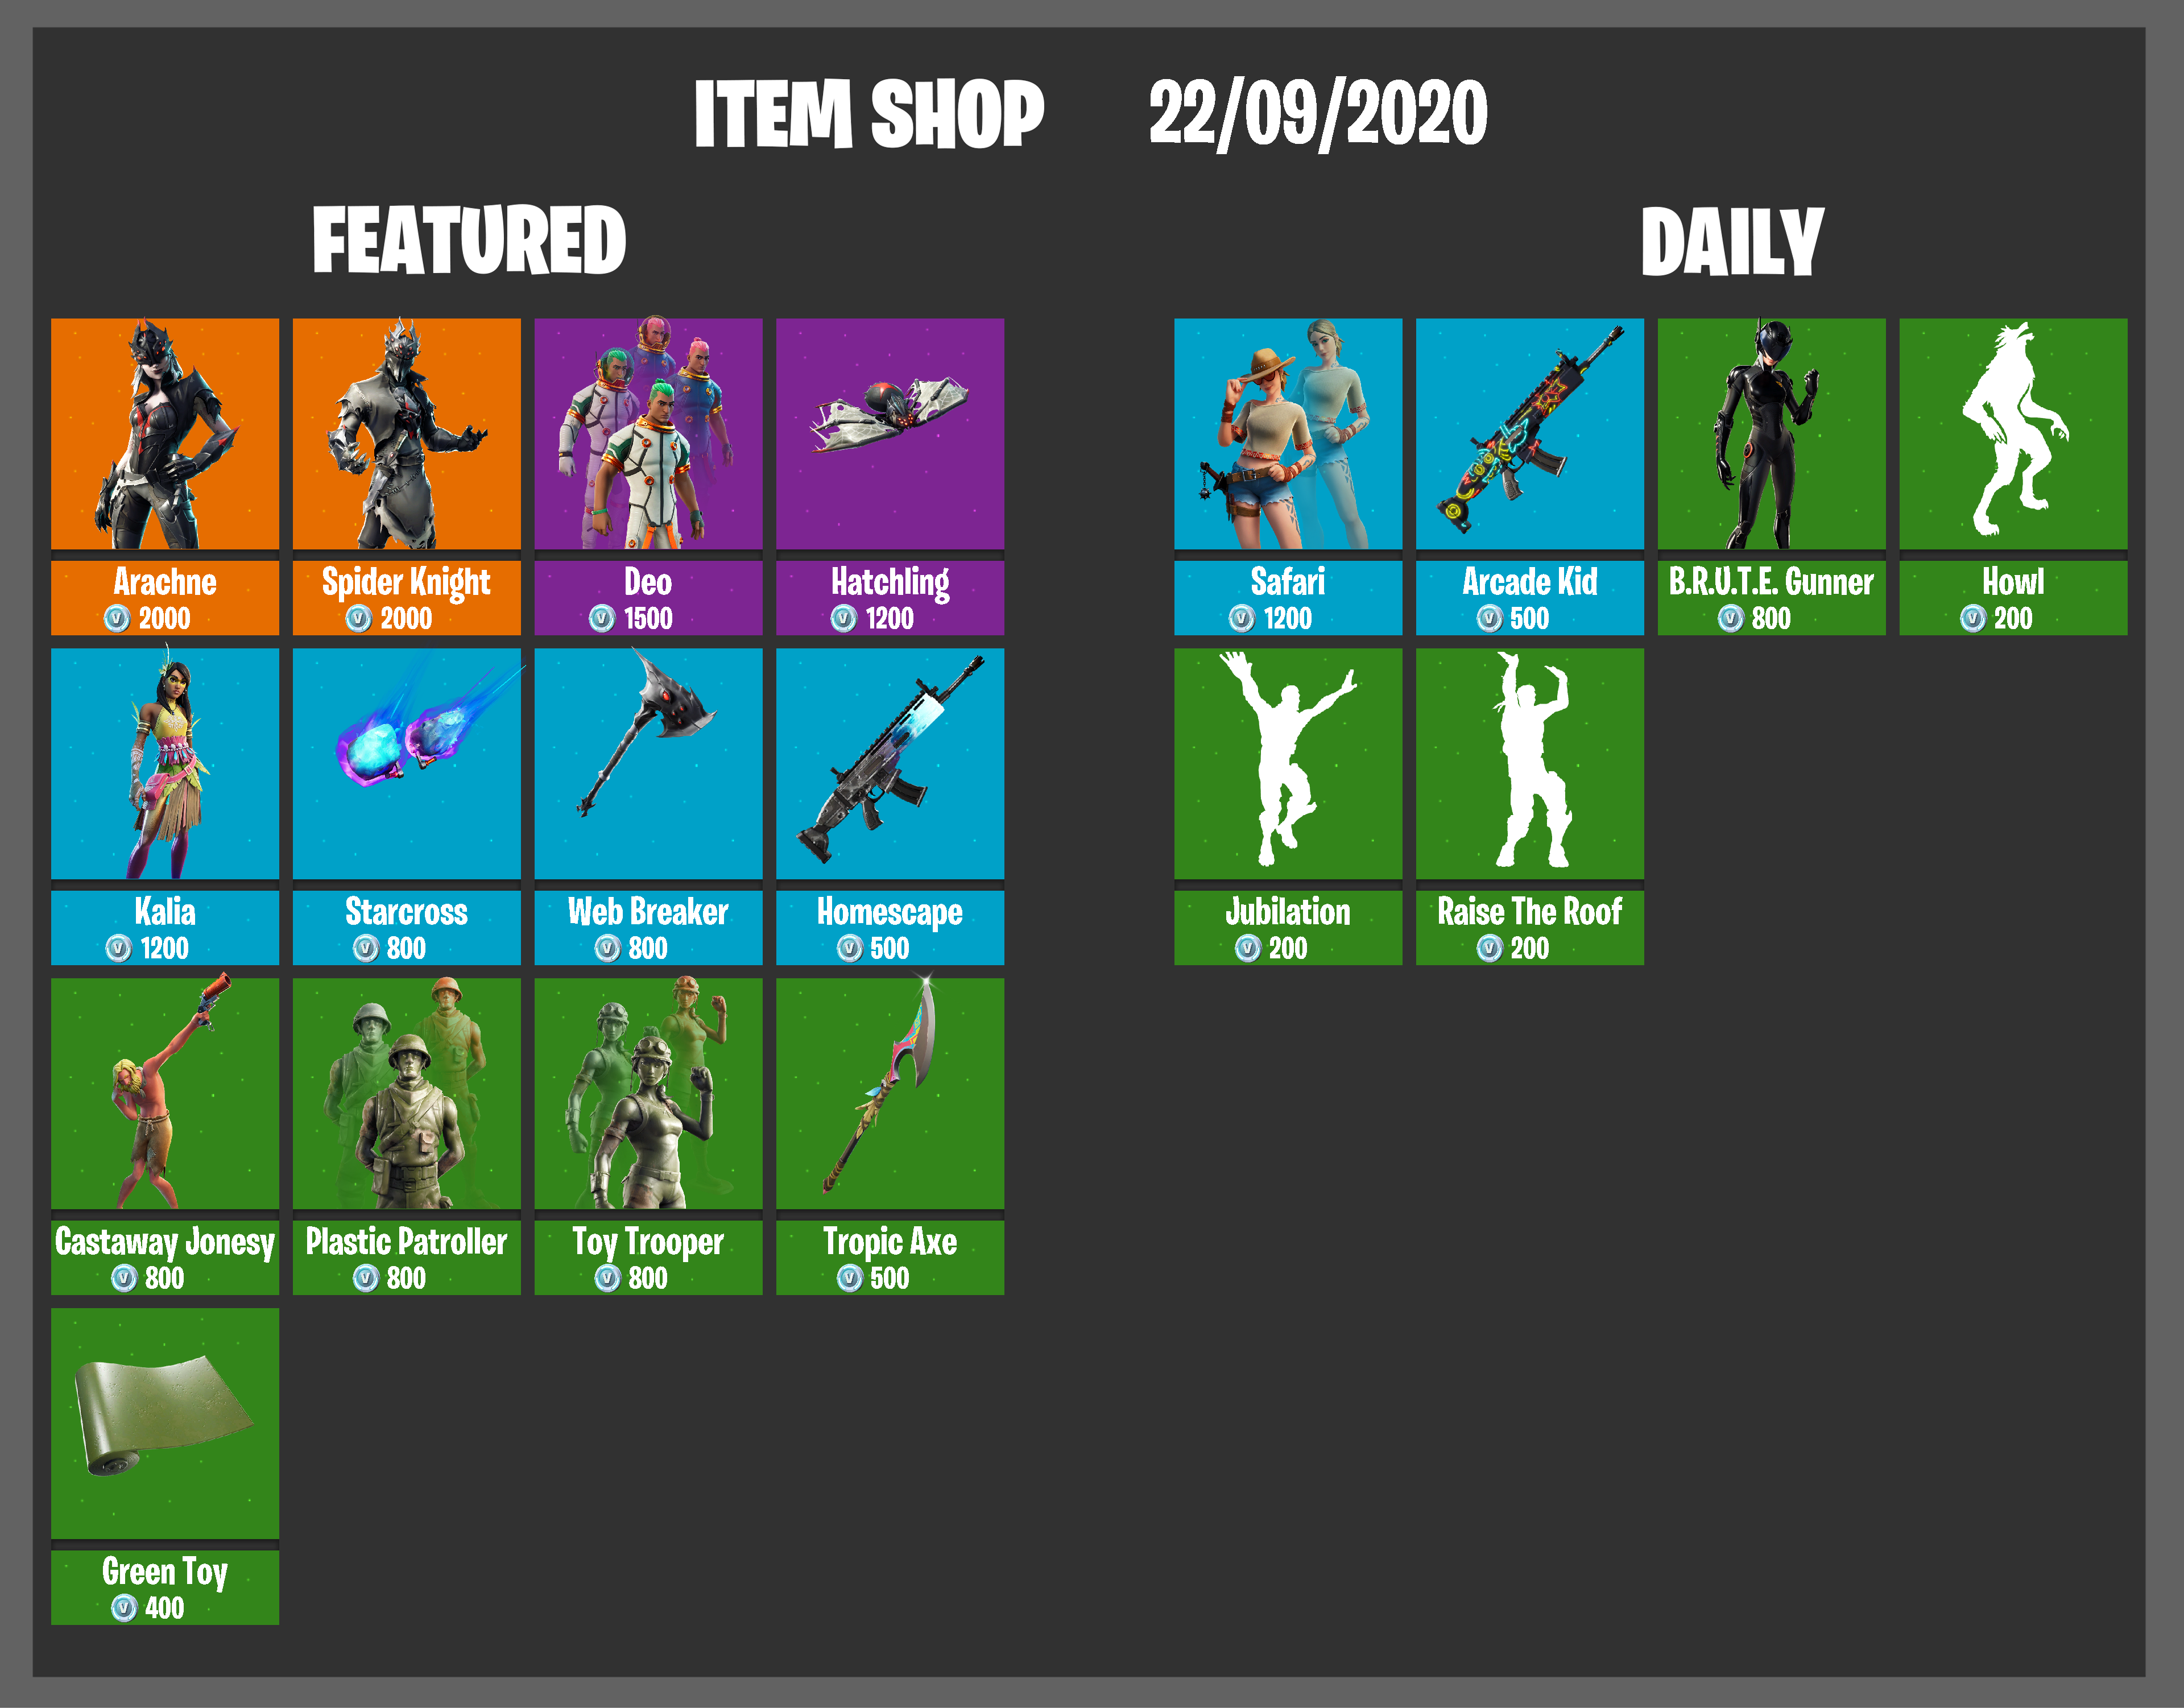 ITEM SHOP 22/09/2020
FEATURED
Arachne
V 2000
Spider Knight
V 2000
Deo
V 1500
Hatchling
V 1200
Kalia
V 1200
Starcross
V 800
Web Breaker
V 800
Homescape
V 500
Castaway Jonesy
V 800
Plastic Patroller
V 800
Toy Trooper
V 800
Tropic Axe
V 500
Green Toy
V 400
DAILY
Safari
V 1200
Arcade Kid
V 500
B.R.U.T.E. Gunner
V 800
Howl
V 200
Jubilation
V 200
Raise The Roof
V 200